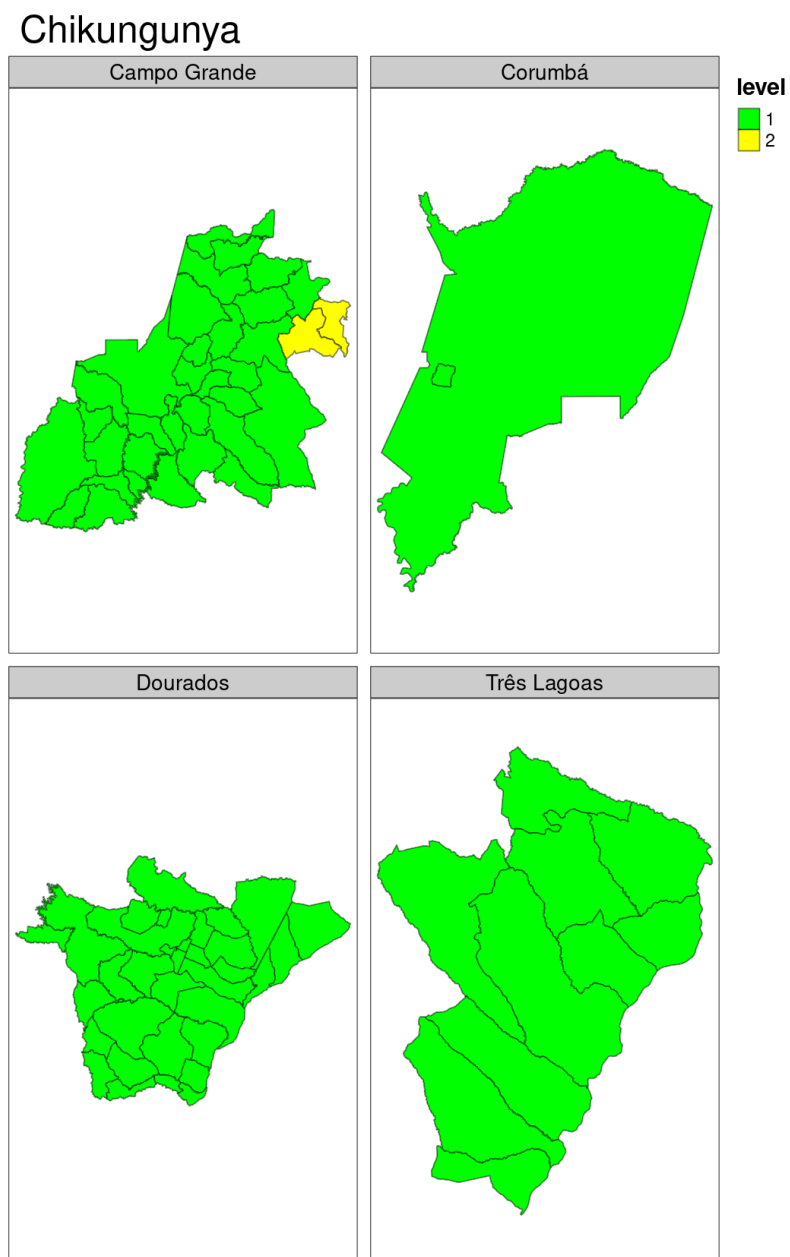 Chikungunya
Campo Grande
Corumbá
level
1
2
Dourados
Três Lagoas